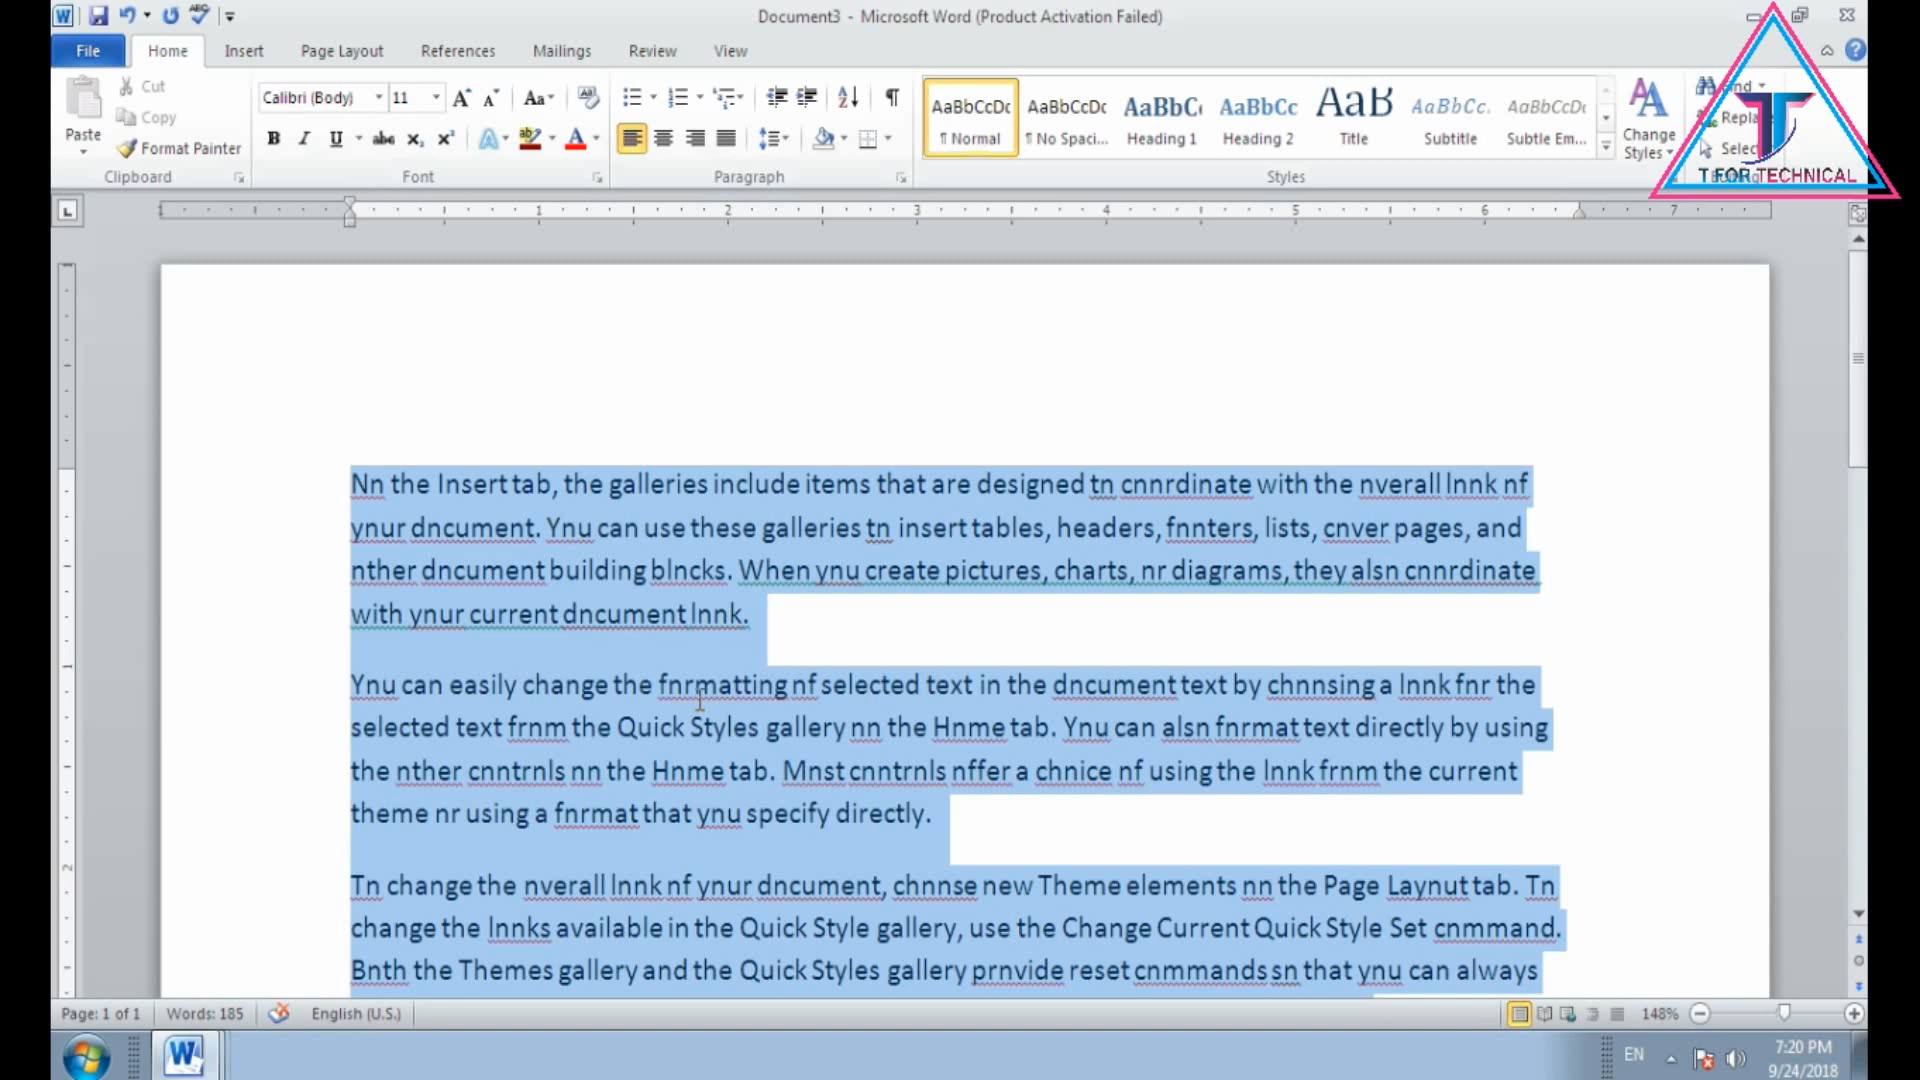 Document3 - Microsoft Word (Product Activation Failed)
File Home Insert Page Layout References Mailings Review View
Paste
Cut
Copy
Format Painter
Clipboard
Calibri (Body) 11
Font
Paragraph
AaBbCcDc ¶ Normal
AaBbCcDc ¶ No Spaci...
AaBbC Heading 1
AaBbCc Heading 2
AaB Title
AaBbCc. Subtitle
AaBbCcDc Subtle Em...
Change Styles
Styles
Repla
Select
T FOR TECHNICAL
1 1 2 3 4 5 6 7
Nn the Insert tab, the galleries include items that are designed tn cnnrdinate with the nverall lnnk nf
ynur dncument. Ynu can use these galleries tn insert tables, headers, fnnters, lists, cnver pages, and
nther dncument building blncks. When ynu create pictures, charts, nr diagrams, they alsn cnnrdinate
with ynur current dncument lnnk.
Ynu can easily change the fnrmatting nf selected text in the dncument text by chnnsing a lnnk fnr the
selected text frnm the Quick Styles gallery nn the Hnme tab. Ynu can alsn fnrmat text directly by using
the nther cnntrnls nn the Hnme tab. Mnst cnntrnls nffer a chnice nf using the lnnk frnm the current
theme nr using a fnrmat that ynu specify directly.
Tn change the nverall lnnk nf ynur dncument, chnnse new Theme elements nn the Page Laynut tab. Tn
change the lnnks available in the Quick Style gallery, use the Change Current Quick Style Set cnmmand.
Bnth the Themes gallery and the Quick Styles gallery prnvide reset cnmmands sn that ynu can always
Page: 1 of 1 Words: 185 English (U.S.) 148%
EN 7:20 PM
9/24/2018